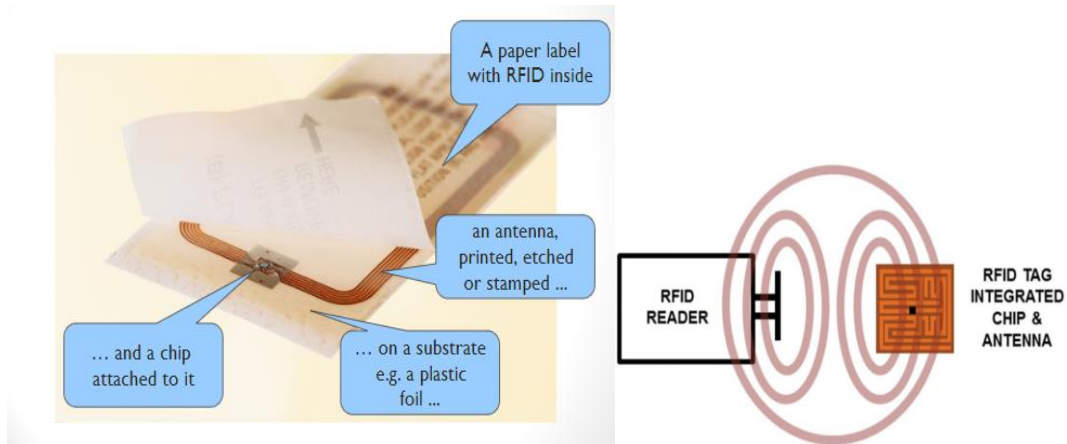 A paper label
with RFID inside
HERE
an antenna,
printed, etched
or stamped ...
... and a chip
attached to it
... on a substrate
e.g. a plastic
foil ...
RFID
READER
RFID TAG
INTEGRATED
CHIP &
ANTENNA